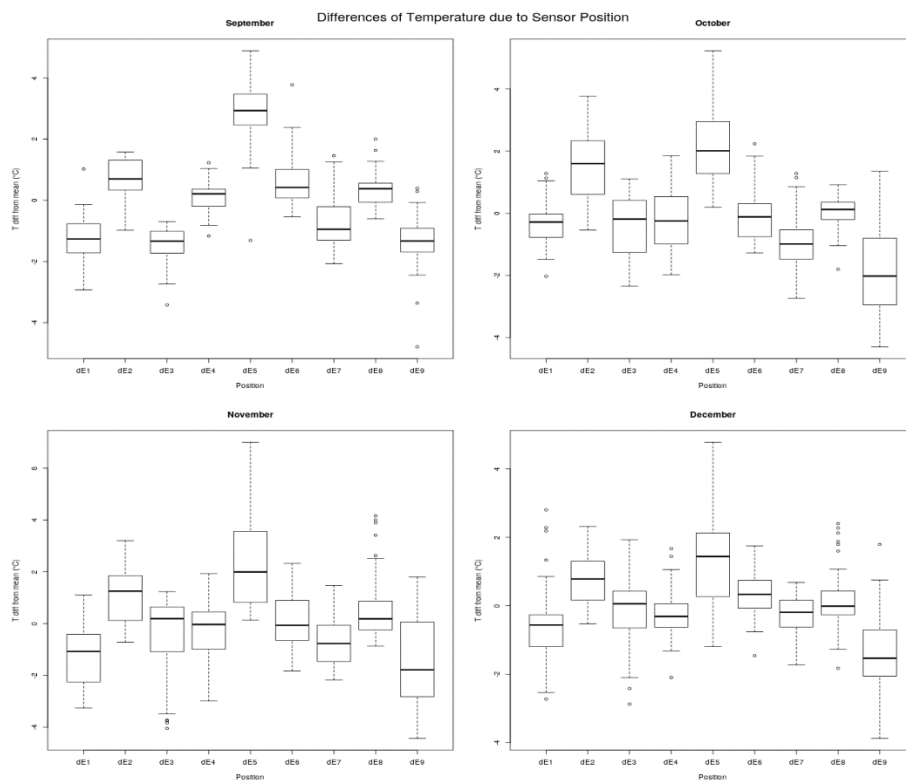 Differences of Temperature due to Sensor Position
September
T diff from mean (°C)
4
2
0
-2
-4
dE1 dE2 dE3 dE4 dE5 dE6 dE7 dE8 dE9
Position
October
T diff from mean (°C)
4
2
0
-2
-4
dE1 dE2 dE3 dE4 dE5 dE6 dE7 dE8 dE9
Position
November
T diff from mean (°C)
6
4
2
0
-2
-4
dE1 dE2 dE3 dE4 dE5 dE6 dE7 dE8 dE9
Position
December
T diff from mean (°C)
4
2
0
-2
-4
dE1 dE2 dE3 dE4 dE5 dE6 dE7 dE8 dE9
Position